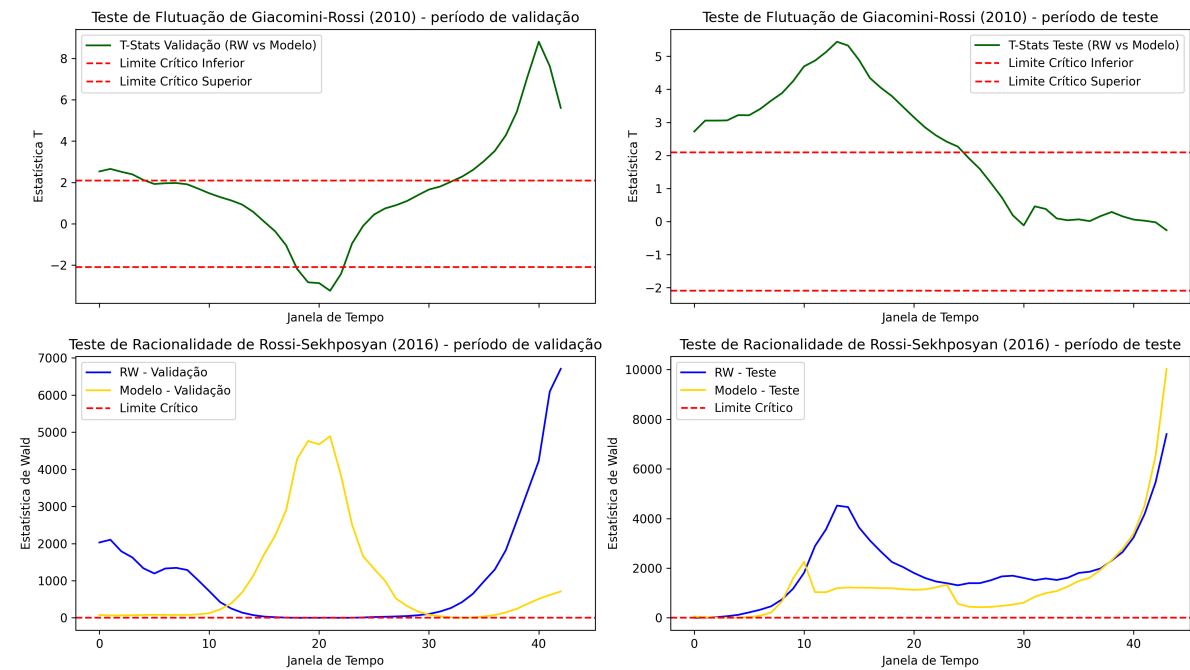 Teste de Flutuação de Giacomini-Rossi (2010) - período de validação
T-Stats Validação (RW vs Modelo)
Limite Crítico Inferior
Limite Crítico Superior
8
6
4
2
0
−2
Estatística T
Janela de Tempo
Teste de Flutuação de Giacomini-Rossi (2010) - período de teste
T-Stats Teste (RW vs Modelo)
Limite Crítico Inferior
Limite Crítico Superior
5
4
3
2
1
0
−1
−2
Estatística T
Janela de Tempo
Teste de Racionalidade de Rossi-Sekhposyan (2016) - período de validação
RW - Validação
Modelo - Validação
Limite Crítico
7000
6000
5000
4000
3000
2000
1000
0
Estatística de Wald
0 10 20 30 40
Janela de Tempo
Teste de Racionalidade de Rossi-Sekhposyan (2016) - período de teste
RW - Teste
Modelo - Teste
Limite Crítico
10000
8000
6000
4000
2000
0
Estatística de Wald
0 10 20 30 40
Janela de Tempo